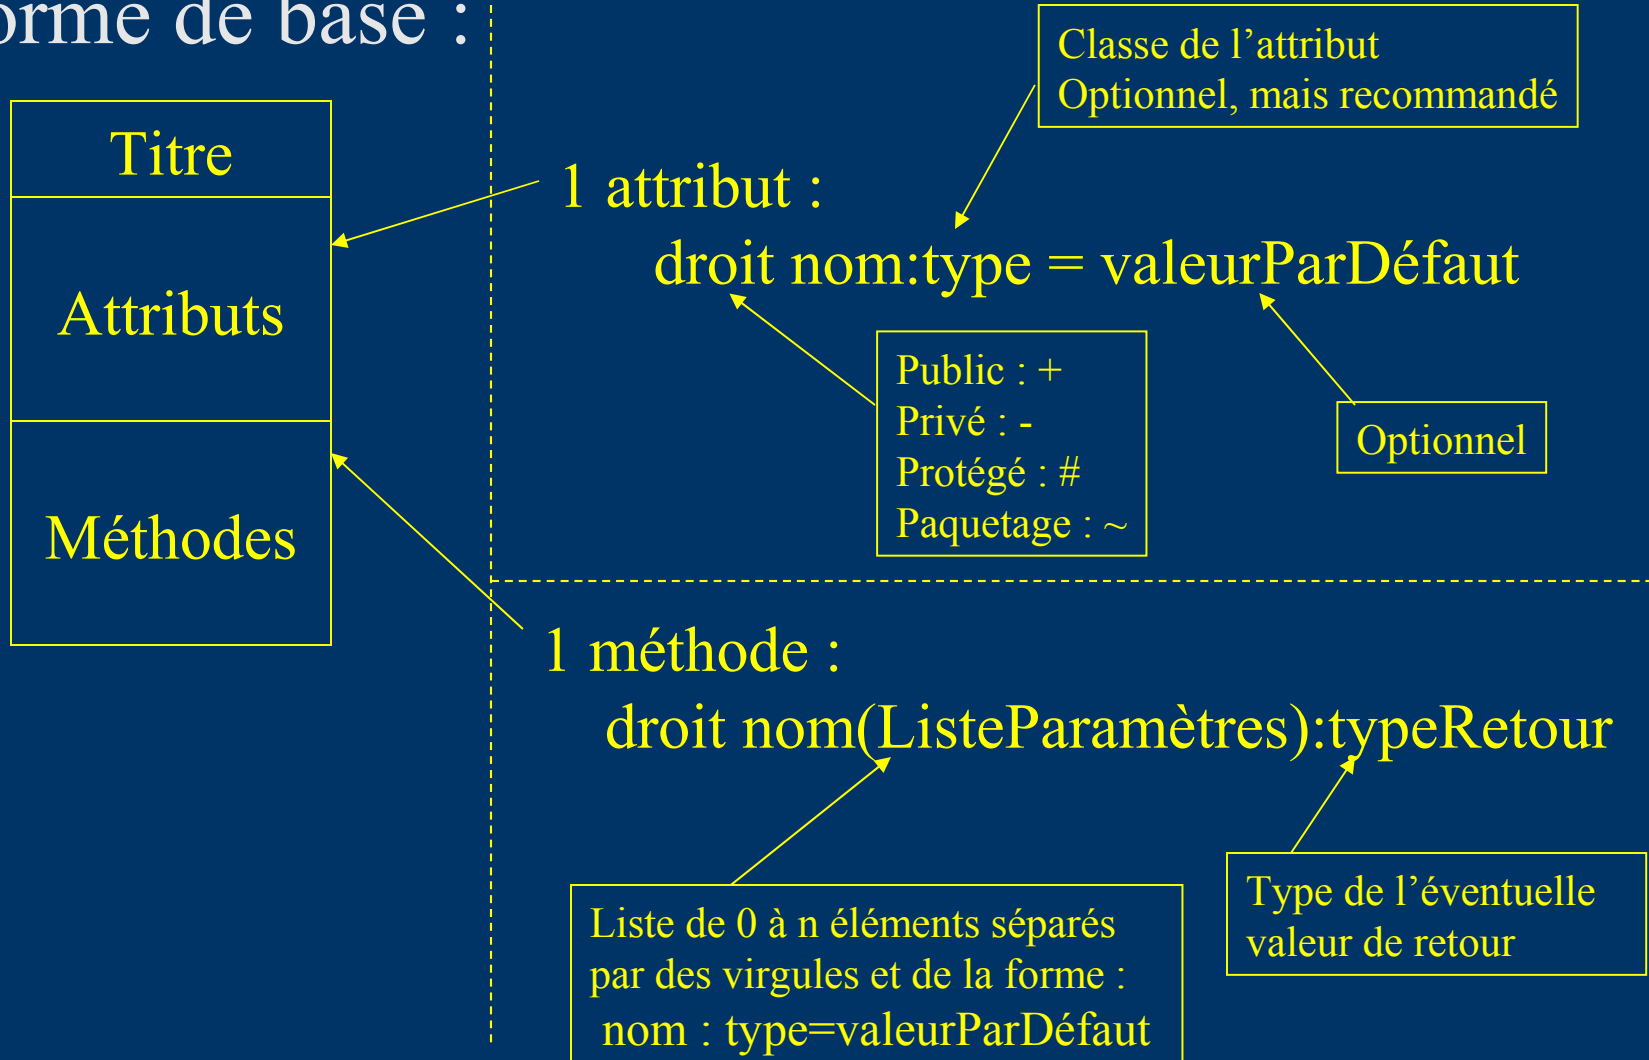 orme de base :
Titre
Attributs
Méthodes
Classe de l’attribut
Optionnel, mais recommandé
1 attribut :
droit nom:type = valeurParDéfaut
Public : +
Privé : -
Protégé : #
Paquetage : ~
Optionnel
1 méthode :
droit nom(ListeParamètres):typeRetour
Liste de 0 à n éléments séparés
par des virgules et de la forme :
nom : type=valeurParDéfaut
Type de l’éventuelle
valeur de retour